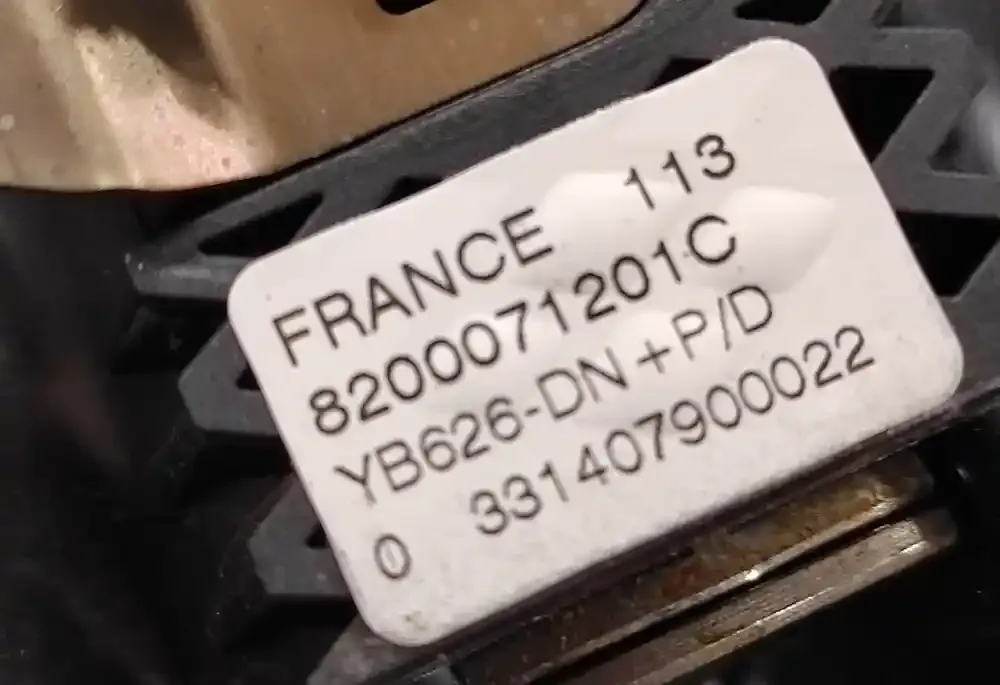 FRANCE 113
8200071201C
YB626-DN+P/D
0 331407900022